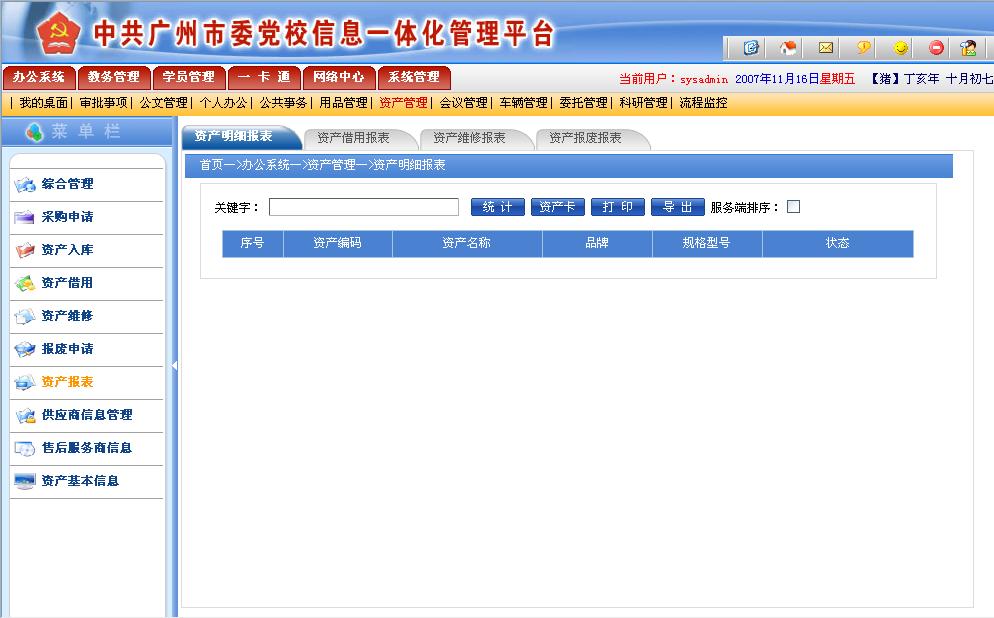 中共广州市委党校信息一体化管理平台
办公系统 教务管理 学员管理 一 卡 通 网络中心 系统管理
当前用户：sysadmin 2007年11月16日星期五 【猪】丁亥年 十月初七
| 我的桌面| 审批事项| 公文管理| 个人办公| 公共事务| 用品管理| 资产管理| 会议管理| 车辆管理| 委托管理| 科研管理| 流程监控
菜 单 栏
综合管理
采购申请
资产入库
资产借用
资产维修
报废申请
资产报表
供应商信息管理
售后服务商信息
资产基本信息
资产明细报表 资产借用报表 资产维修报表 资产报废报表
首页—>办公系统—>资产管理—>资产明细报表
关键字： 统 计 资产卡 打 印 导 出 服务端排序：
序号 资产编码 资产名称 品牌 规格型号 状态